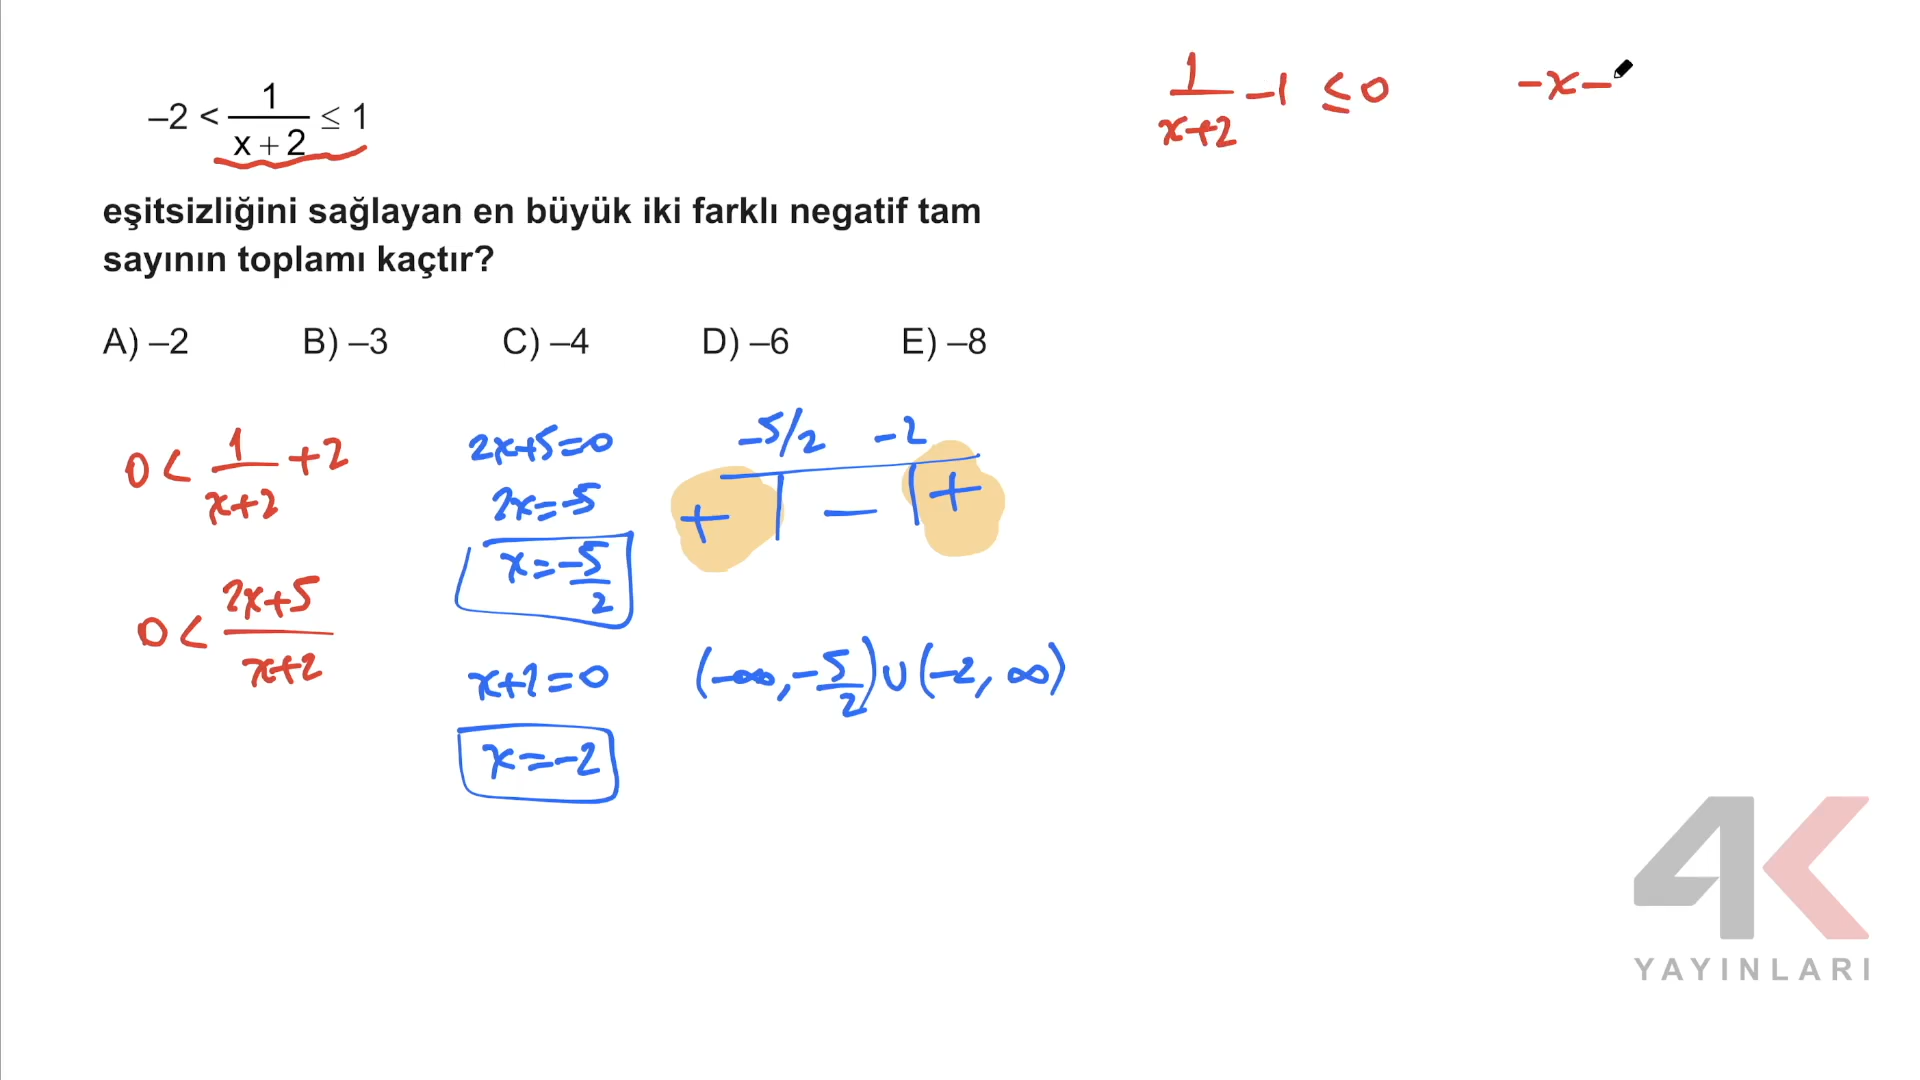 –2 < 1/(x + 2) ≤ 1
eşitsizliğini sağlayan en büyük iki farklı negatif tam
sayının toplamı kaçtır?
A) –2 B) –3 C) –4 D) –6 E) –8
0 < 1/(x+2) +2
0 < (2x+5)/(x+2)
2x+5=0
2x=-5
x=-5/2
x+2=0
x=-2
-5/2 -2
+ - +
(-∞,-5/2)∪(-2, ∞)
1/(x+2) -1 ≤0
-x-
4K
YAYINLARI